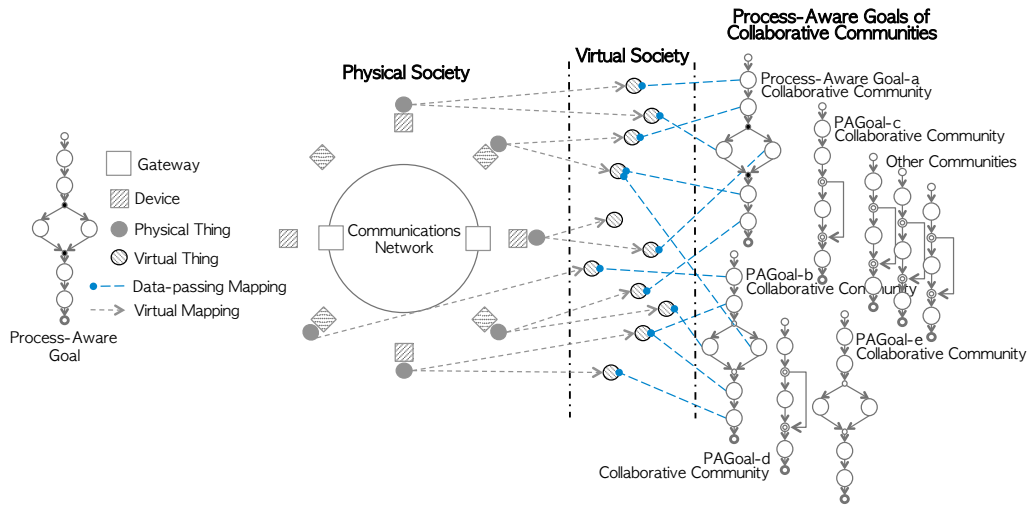 Process-Aware Goals of
Collaborative Communities
Physical Society
Virtual Society
Process-Aware Goal-a
Collaborative Community
PAGoal-c
Collaborative Community
Other Communities
Gateway
Device
Physical Thing
Virtual Thing
Data-passing Mapping
Virtual Mapping
Process-Aware
Goal
Communications
Network
PAGoal-b
Collaborative Community
PAGoal-e
Collaborative Community
PAGoal-d
Collaborative Community